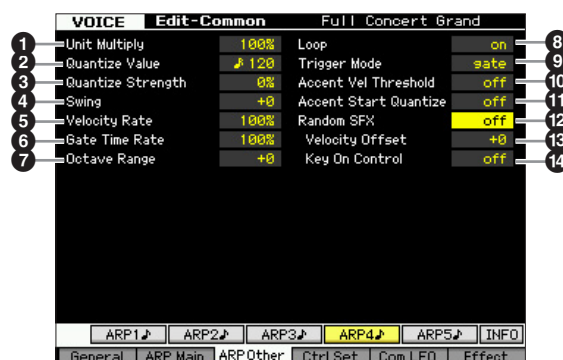 VOICE Edit-Common Full Concert Grand
1 Unit Multiply 100% Loop on 8
2 Quantize Value ♪ 120 Trigger Mode gate 9
3 Quantize Strength 0% Accent Vel Threshold off 10
4 Swing +0 Accent Start Quantize off 11
5 Velocity Rate 100% Random SFX off 12
6 Gate Time Rate 100% Velocity Offset +0 13
7 Octave Range +0 Key On Control off 14
ARP1♪ ARP2♪ ARP3♪ ARP4♪ ARP5♪ INFO
General ARP Main ARP Other Ctrl Set Com LFO Effect